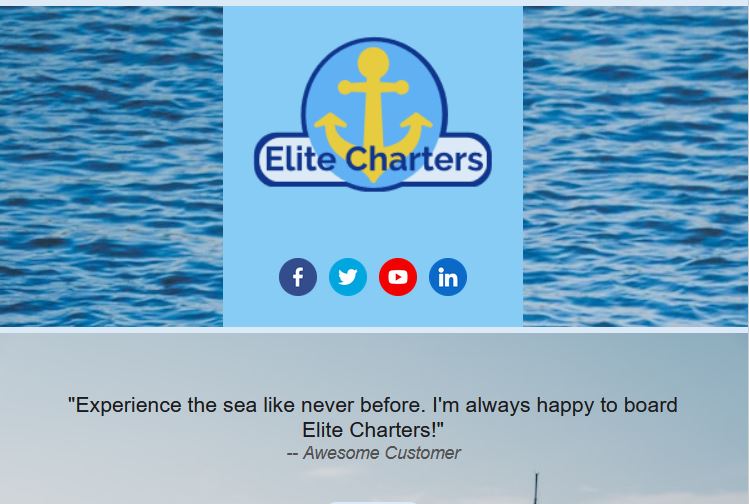 Elite Charters
"Experience the sea like never before. I'm always happy to board
Elite Charters!"
-- Awesome Customer